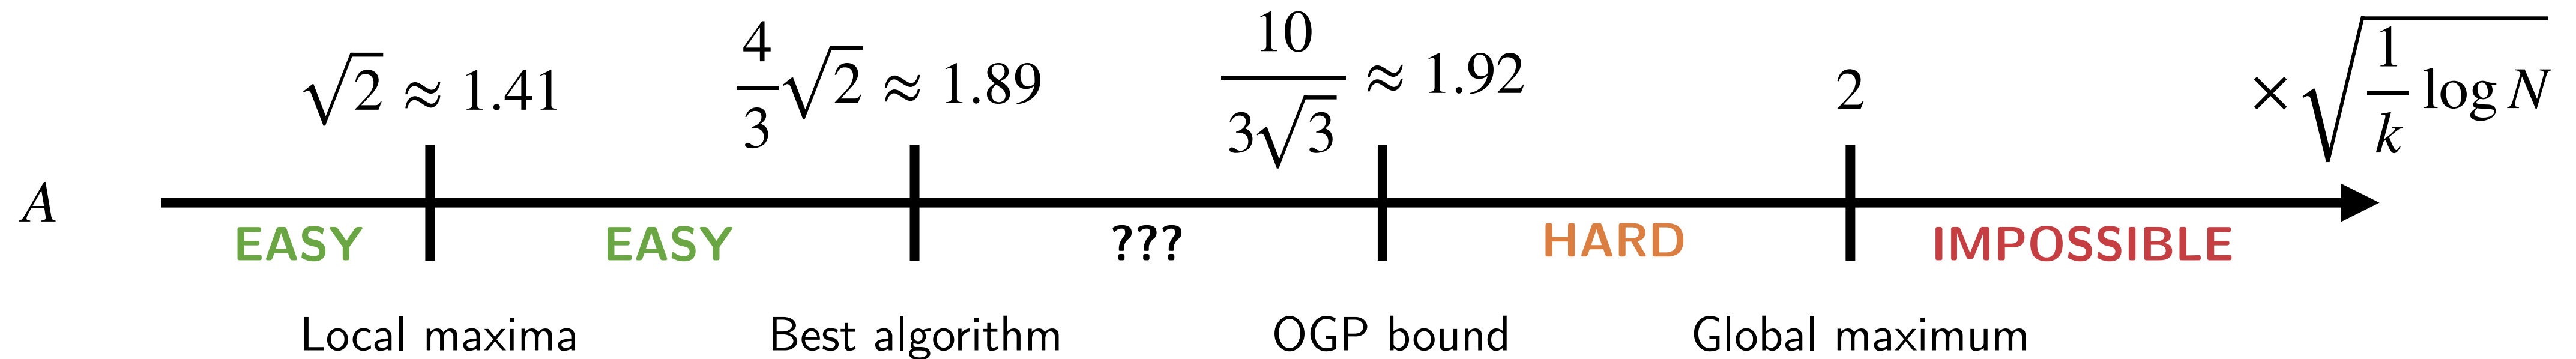 √2 ≈ 1.41
4/3 √2 ≈ 1.89
10/(3√3) ≈ 1.92
2
× √(1/k log N)
A
EASY
EASY
???
HARD
IMPOSSIBLE
Local maxima
Best algorithm
OGP bound
Global maximum